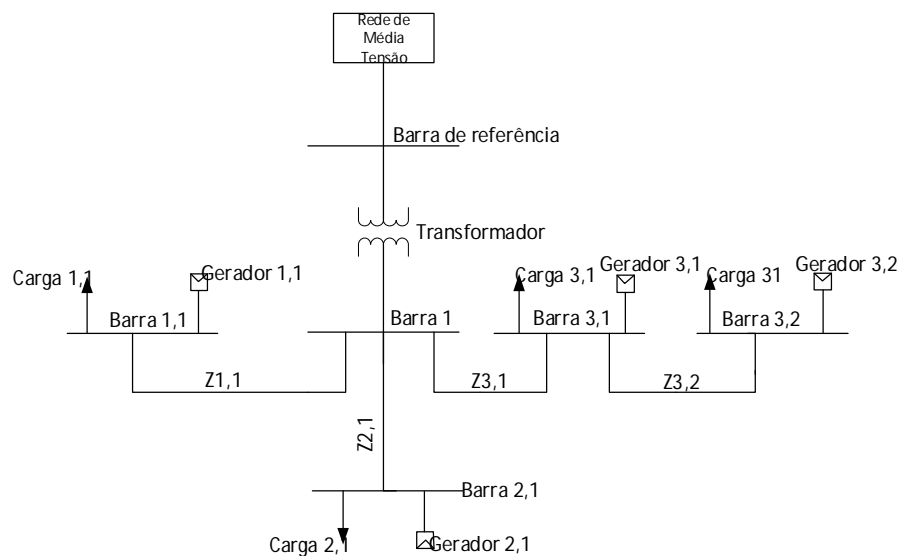 Rede de
Média
Tensão
Barra de referência
Transformador
Carga 1,1
Gerador 1,1
Carga 3,1
Gerador 3,1
Carga 31
Gerador 3,2
Barra 1,1
Barra 1
Barra 3,1
Barra 3,2
Z1,1
Z3,1
Z3,2
Z2,1
Barra 2,1
Carga 2,1
Gerador 2,1